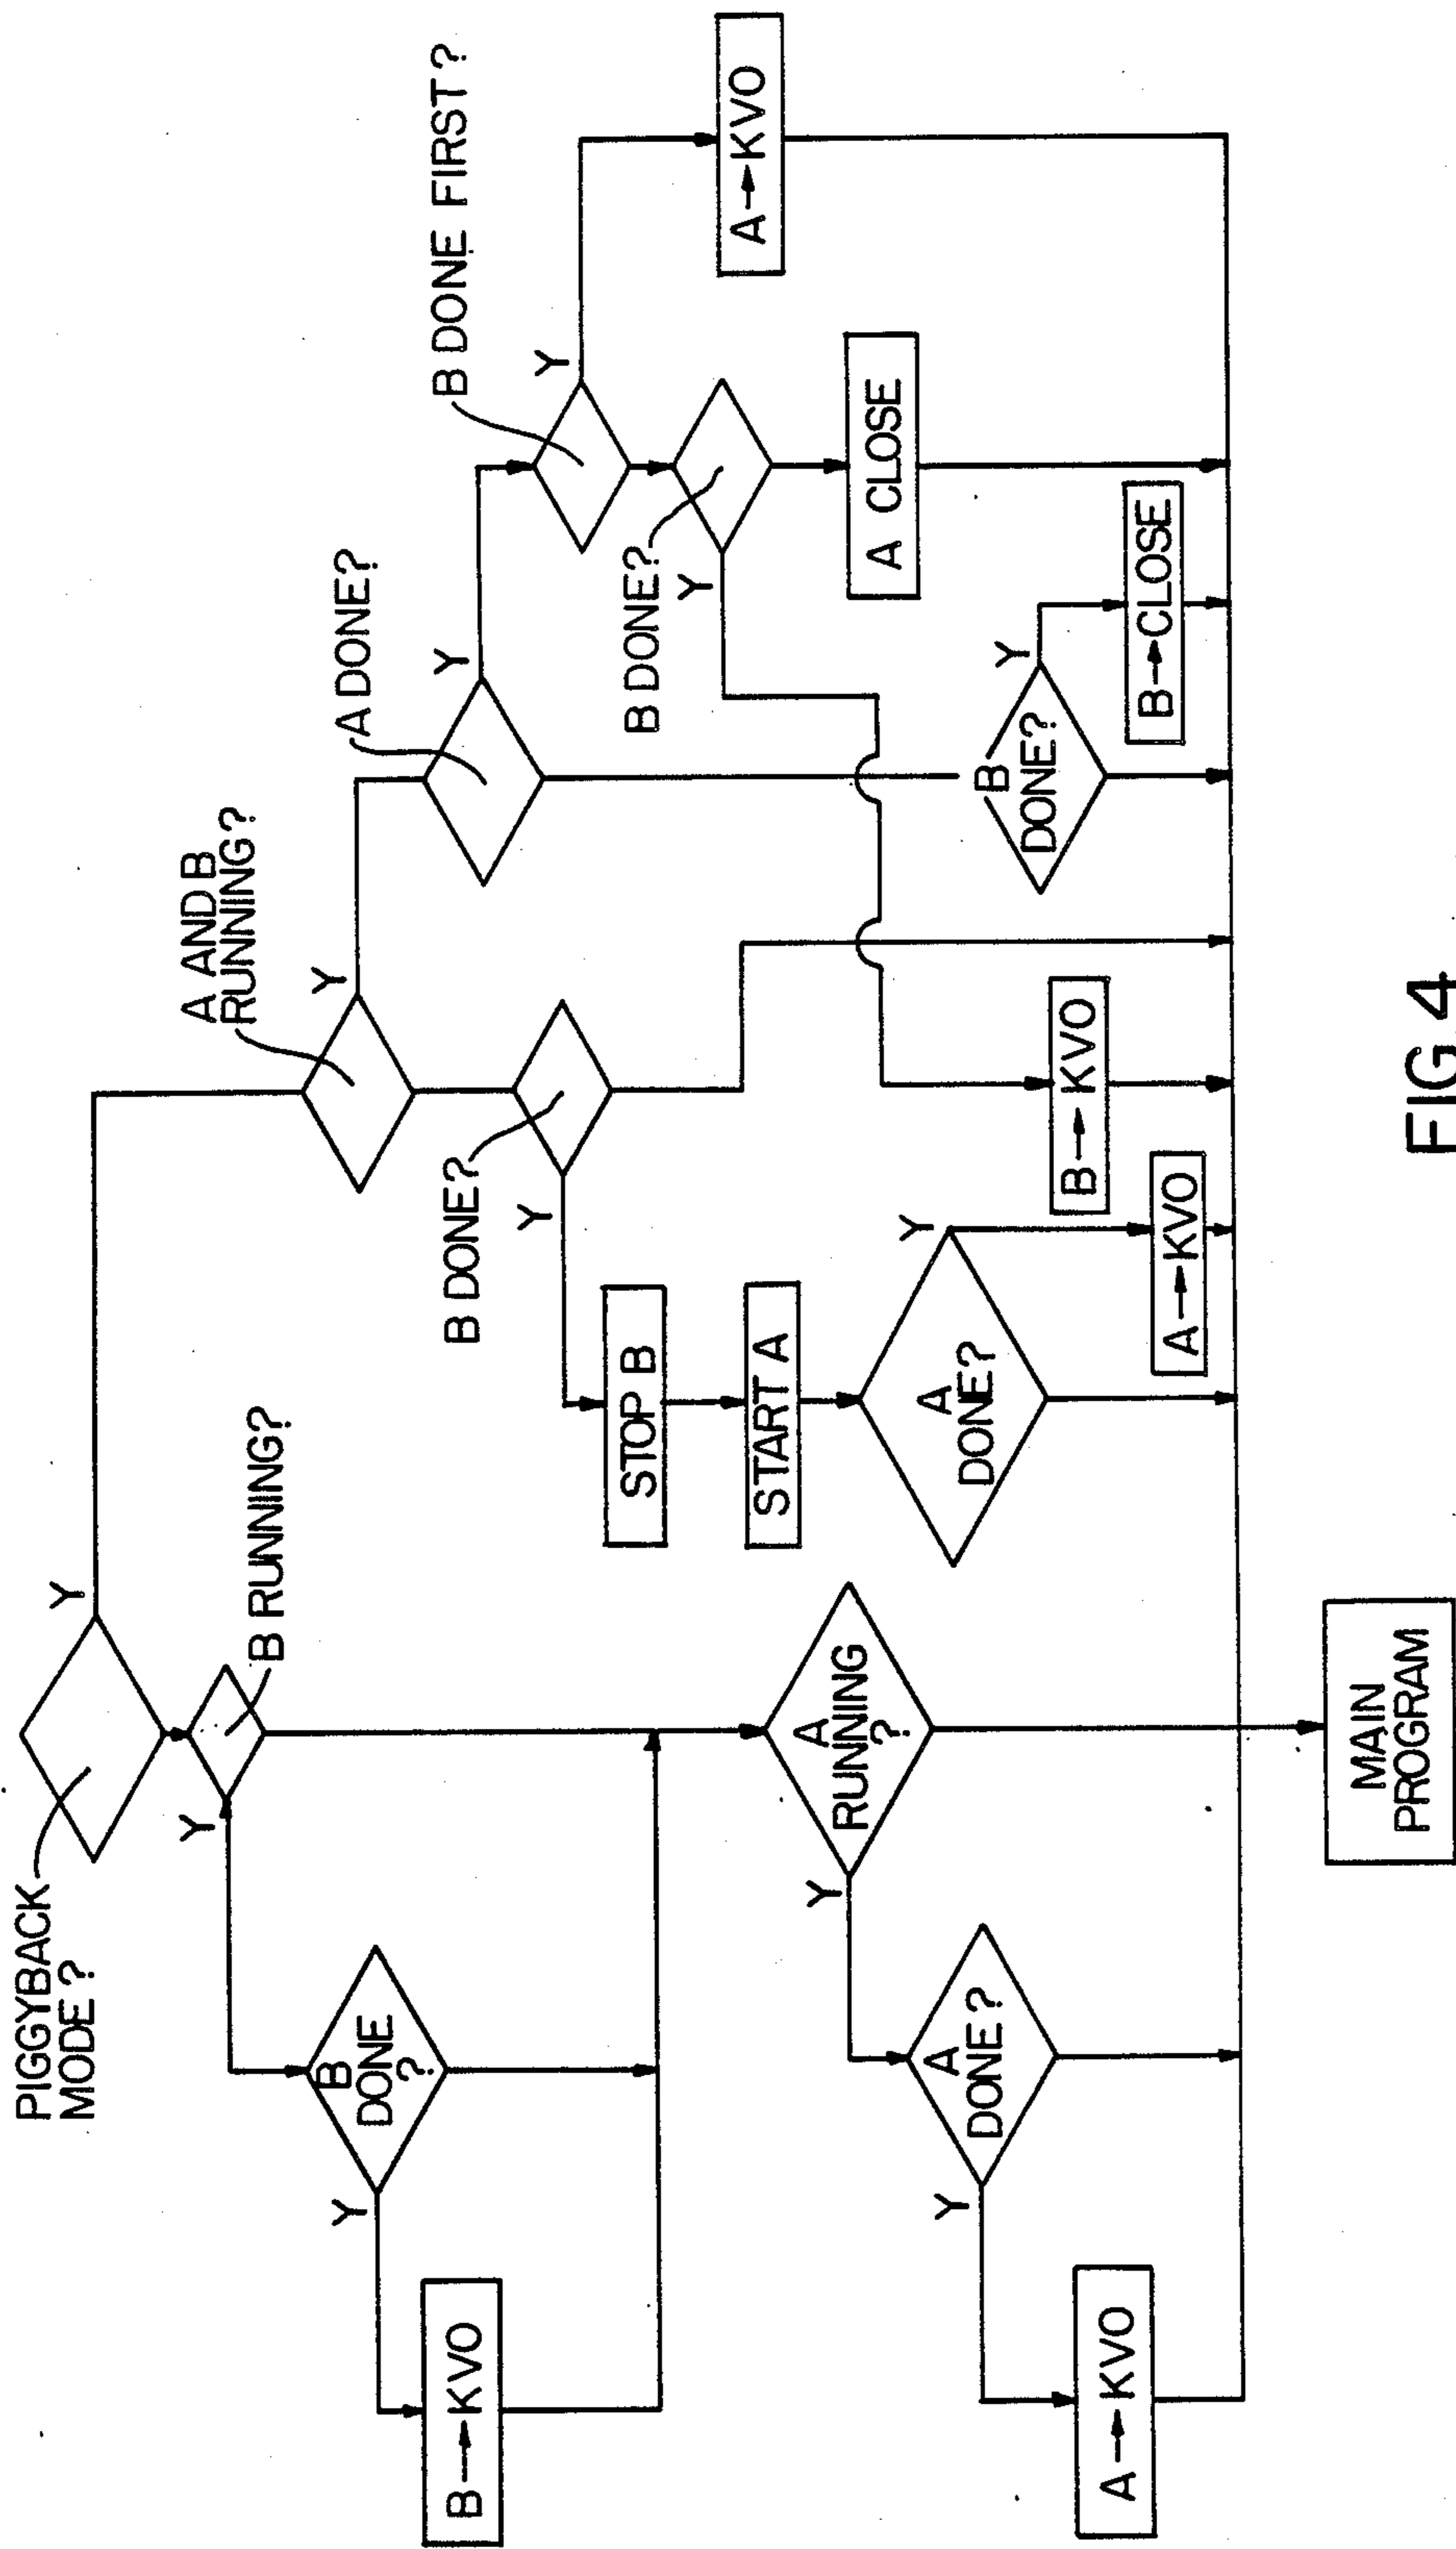 PIGGYBACK
MODE?
Y
B RUNNING?
Y
A AND B
RUNNING?
Y
A DONE?
Y
B DONE FIRST?
Y
B
DONE
?
Y
B→KVO
B DONE?
Y
STOP B
START A
A
DONE?
Y
A→KVO
B DONE?
Y
A→KVO
A CLOSE
B→KVO
B
DONE?
Y
B→CLOSE
A
RUNNING
?
Y
A
DONE?
Y
A→KVO
MAIN
PROGRAM
FIG. 4